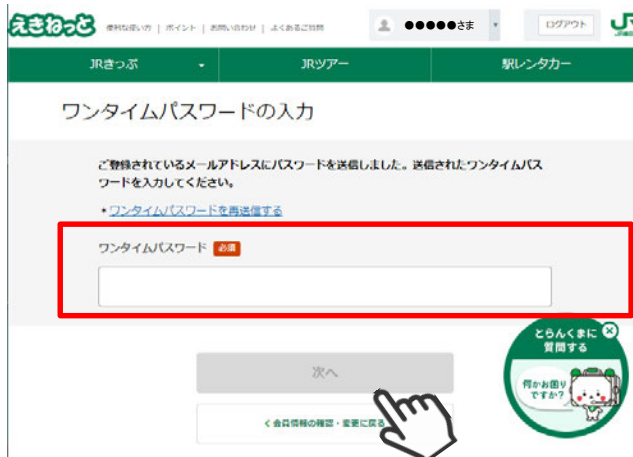 えきねっと 便利な使い方 | ポイント | お問い合わせ | よくあるご質問 ●●●●●さま ログアウト JR
JRきっぷ JRツアー 駅レンタカー
ワンタイムパスワードの入力
ご登録されているメールアドレスにパスワードを送信しました。送信されたワンタイムパス
ワードを入力してください。
ワンタイムパスワードを再送信する
ワンタイムパスワード 必須
とらんくまに
質問する
何かお困り
ですか?
次へ
< 会員情報の確認・変更に戻る